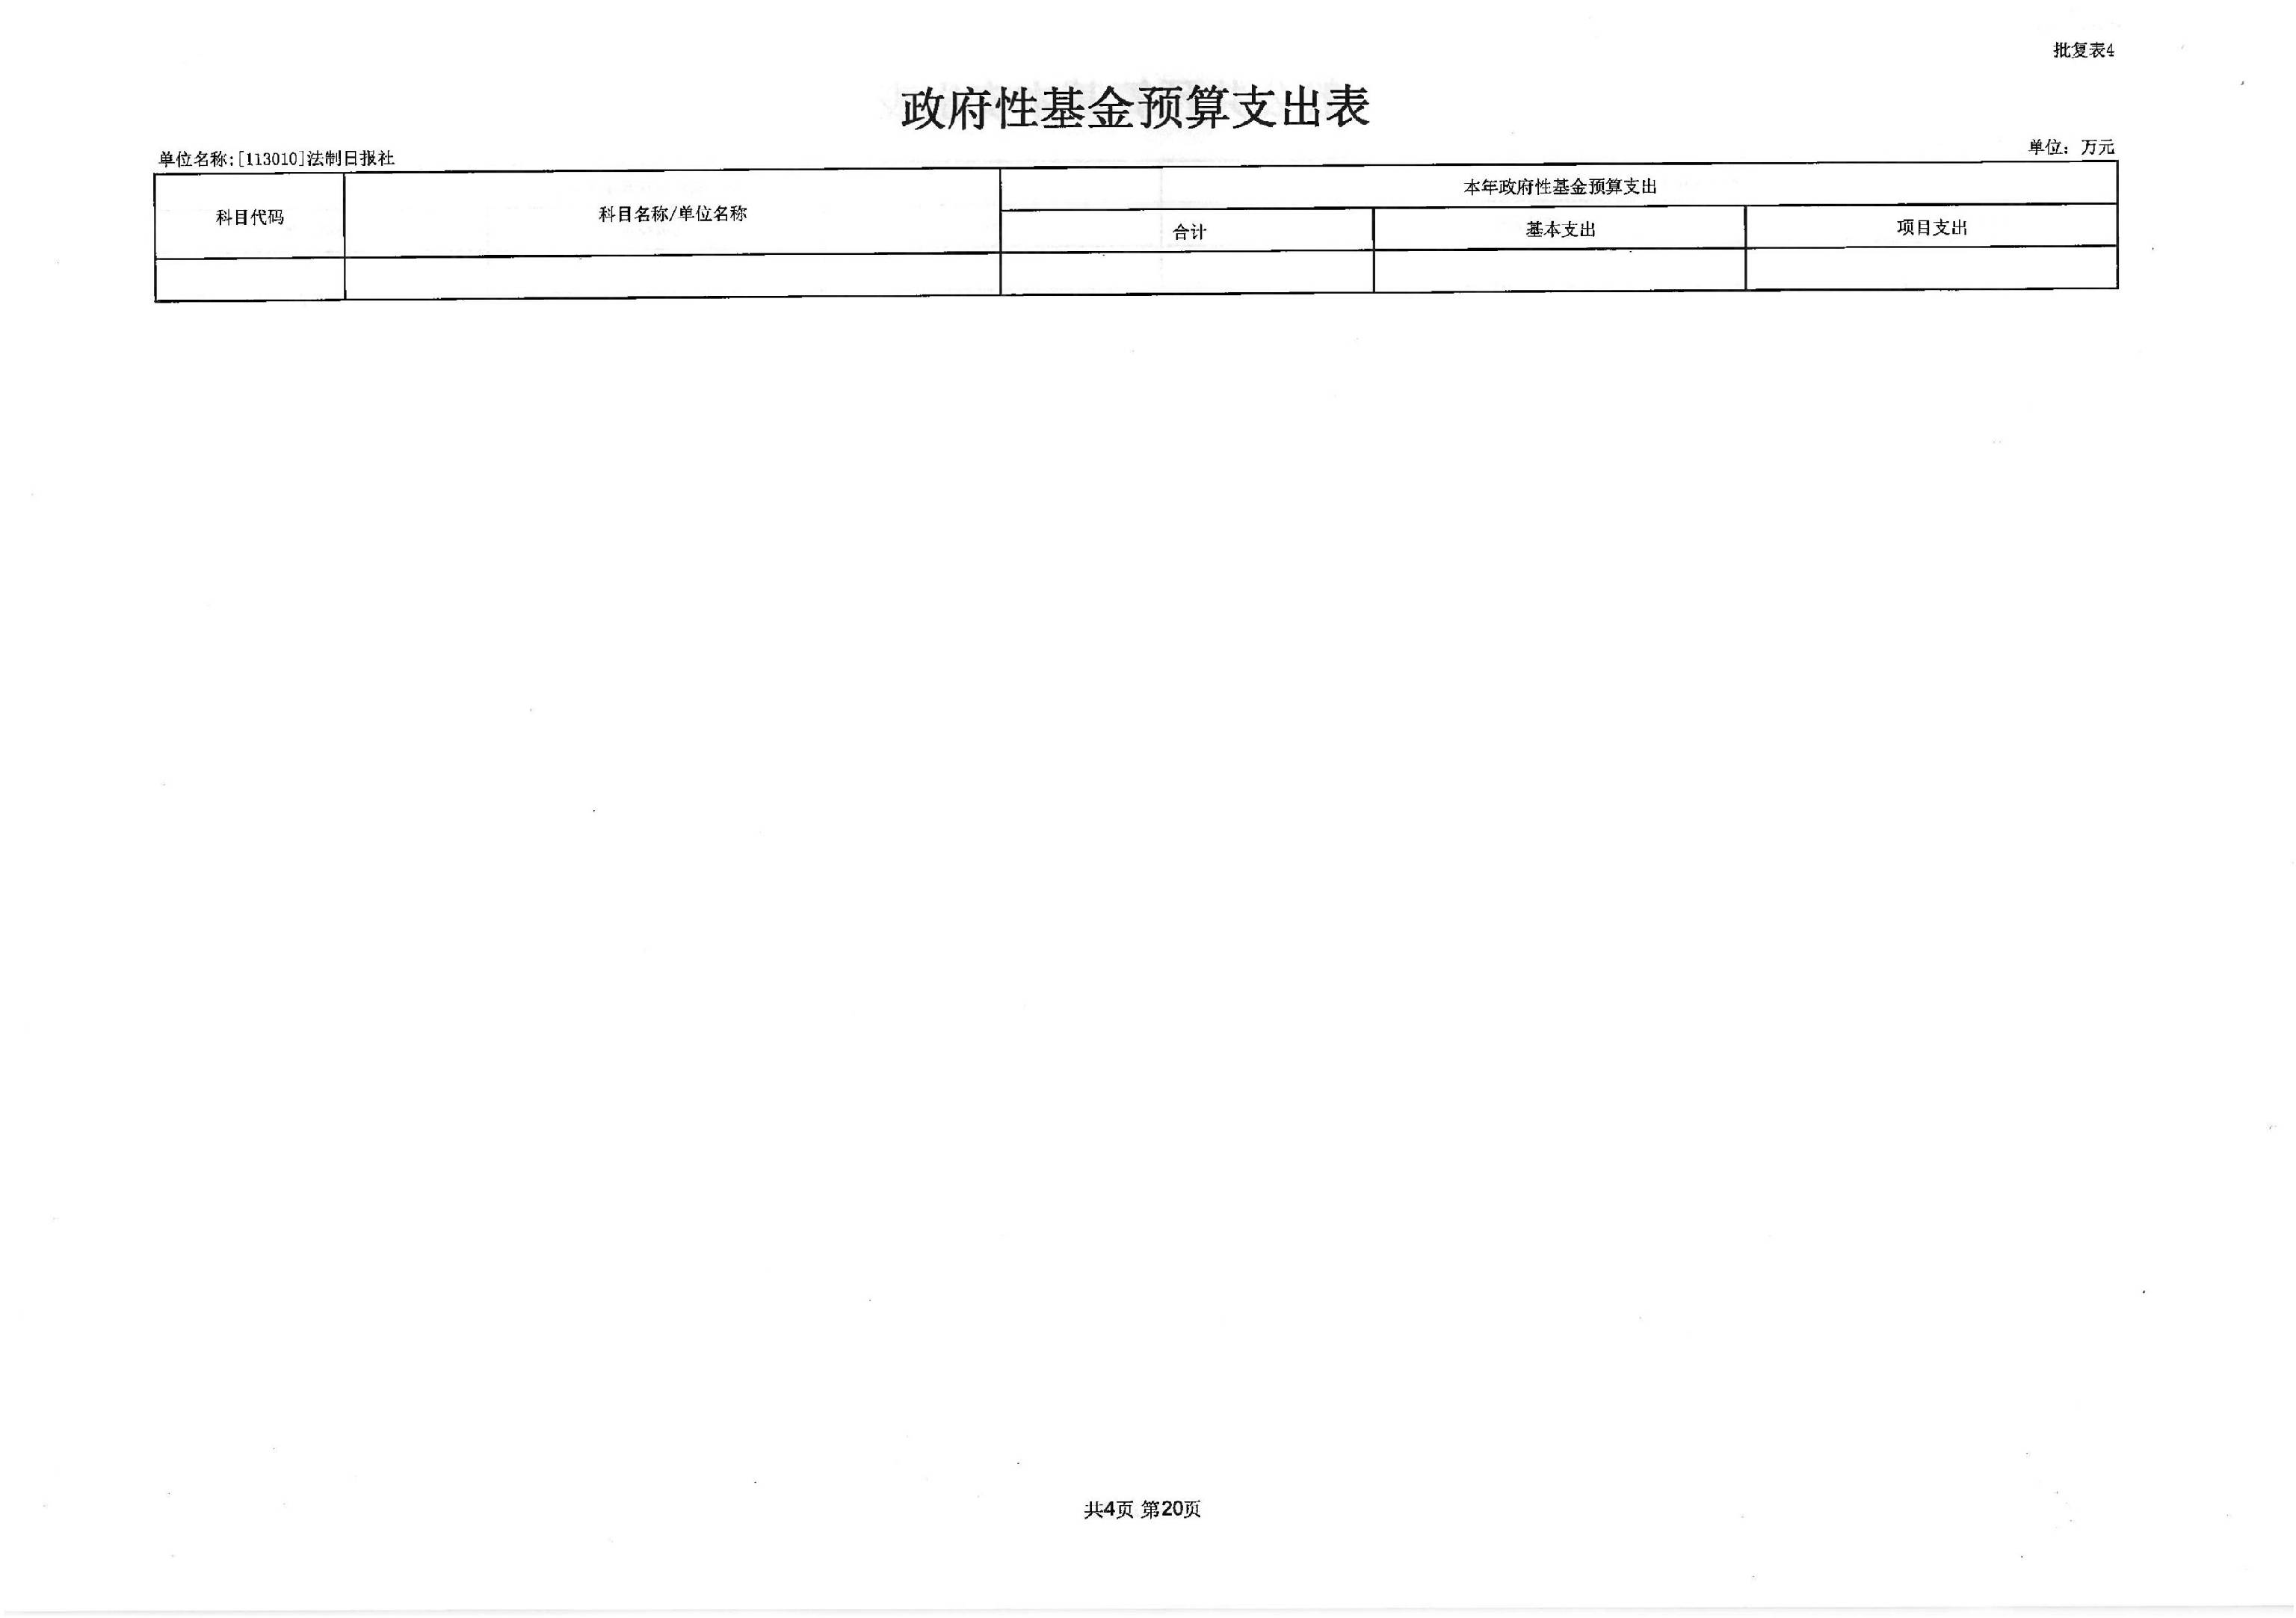 批复表4
政府性基金预算支出表
单位名称:[113010]法制日报社
单位：万元
科目代码
科目名称/单位名称
本年政府性基金预算支出
合计
基本支出
项目支出
共4页 第20页